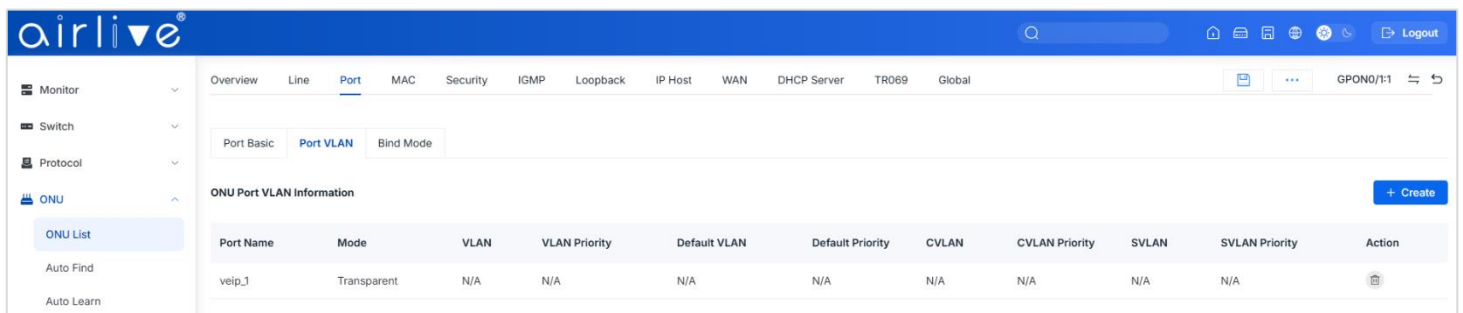 airlive®
Logout
Monitor
Switch
Protocol
ONU
ONU List
Auto Find
Auto Learn
Overview Line Port MAC Security IGMP Loopback IP Host WAN DHCP Server TR069 Global
GPON0/1:1
Port Basic Port VLAN Bind Mode
ONU Port VLAN Information
+ Create
Port Name Mode VLAN VLAN Priority Default VLAN Default Priority CVLAN CVLAN Priority SVLAN SVLAN Priority Action
veip_1 Transparent N/A N/A N/A N/A N/A N/A N/A N/A